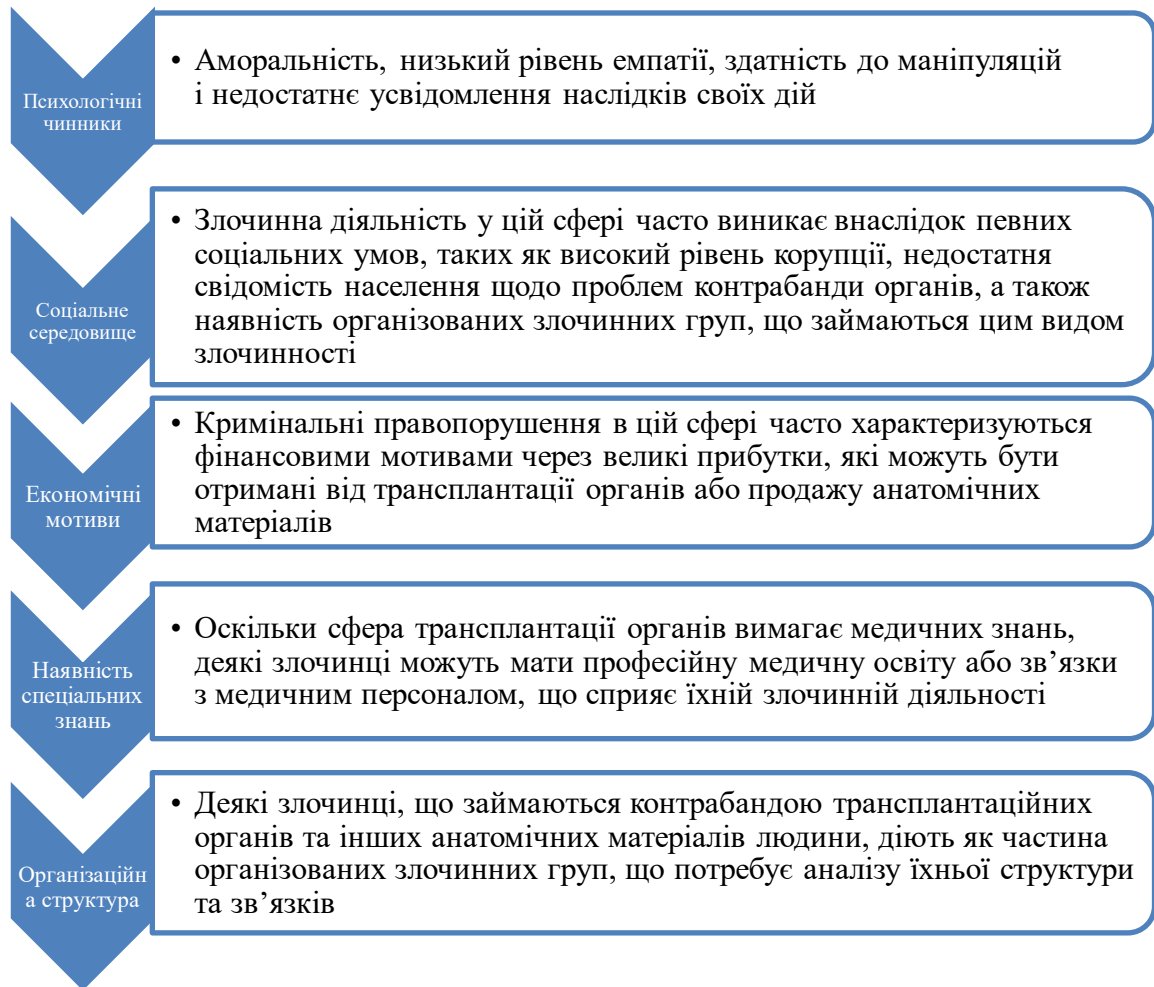 Психологічні
чинники
• Аморальність, низький рівень емпатії, здатність до маніпуляцій
і недостатнє усвідомлення наслідків своїх дій
Соціальне
середовище
• Злочинна діяльність у цій сфері часто виникає внаслідок певних
соціальних умов, таких як високий рівень корупції, недостатня
свідомість населення щодо проблем контрабанди органів, а також
наявність організованих злочинних груп, що займаються цим видом
злочинності
Економічні
мотиви
• Кримінальні правопорушення в цій сфері часто характеризуються
фінансовими мотивами через великі прибутки, які можуть бути
отримані від трансплантації органів або продажу анатомічних
матеріалів
Наявність
спеціальних
знань
• Оскільки сфера трансплантації органів вимагає медичних знань,
деякі злочинці можуть мати професійну медичну освіту або зв’язки
з медичним персоналом, що сприяє їхній злочинній діяльності
Організаційн
а структура
• Деякі злочинці, що займаються контрабандою трансплантаційних
органів та інших анатомічних матеріалів людини, діють як частина
організованих злочинних груп, що потребує аналізу їхньої структури
та зв’язків